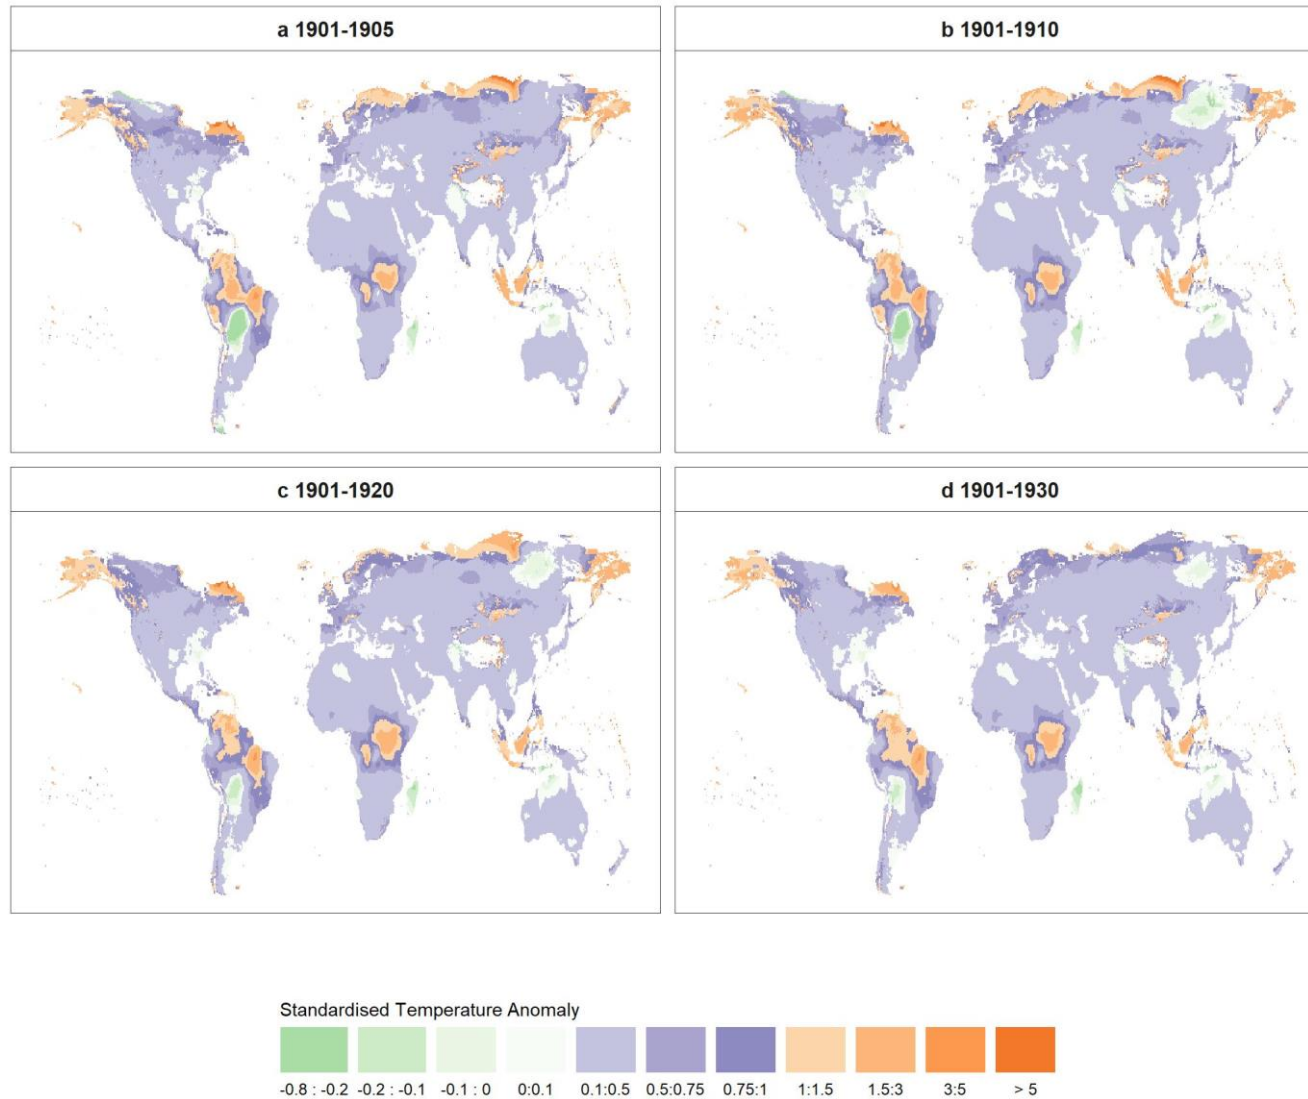 a 1901-1905
b 1901-1910
c 1901-1920
d 1901-1930
Standardised Temperature Anomaly
-0.8 : -0.2 -0.2 : -0.1 -0.1 : 0 0:0.1 0.1:0.5 0.5:0.75 0.75:1 1:1.5 1.5:3 3:5 > 5